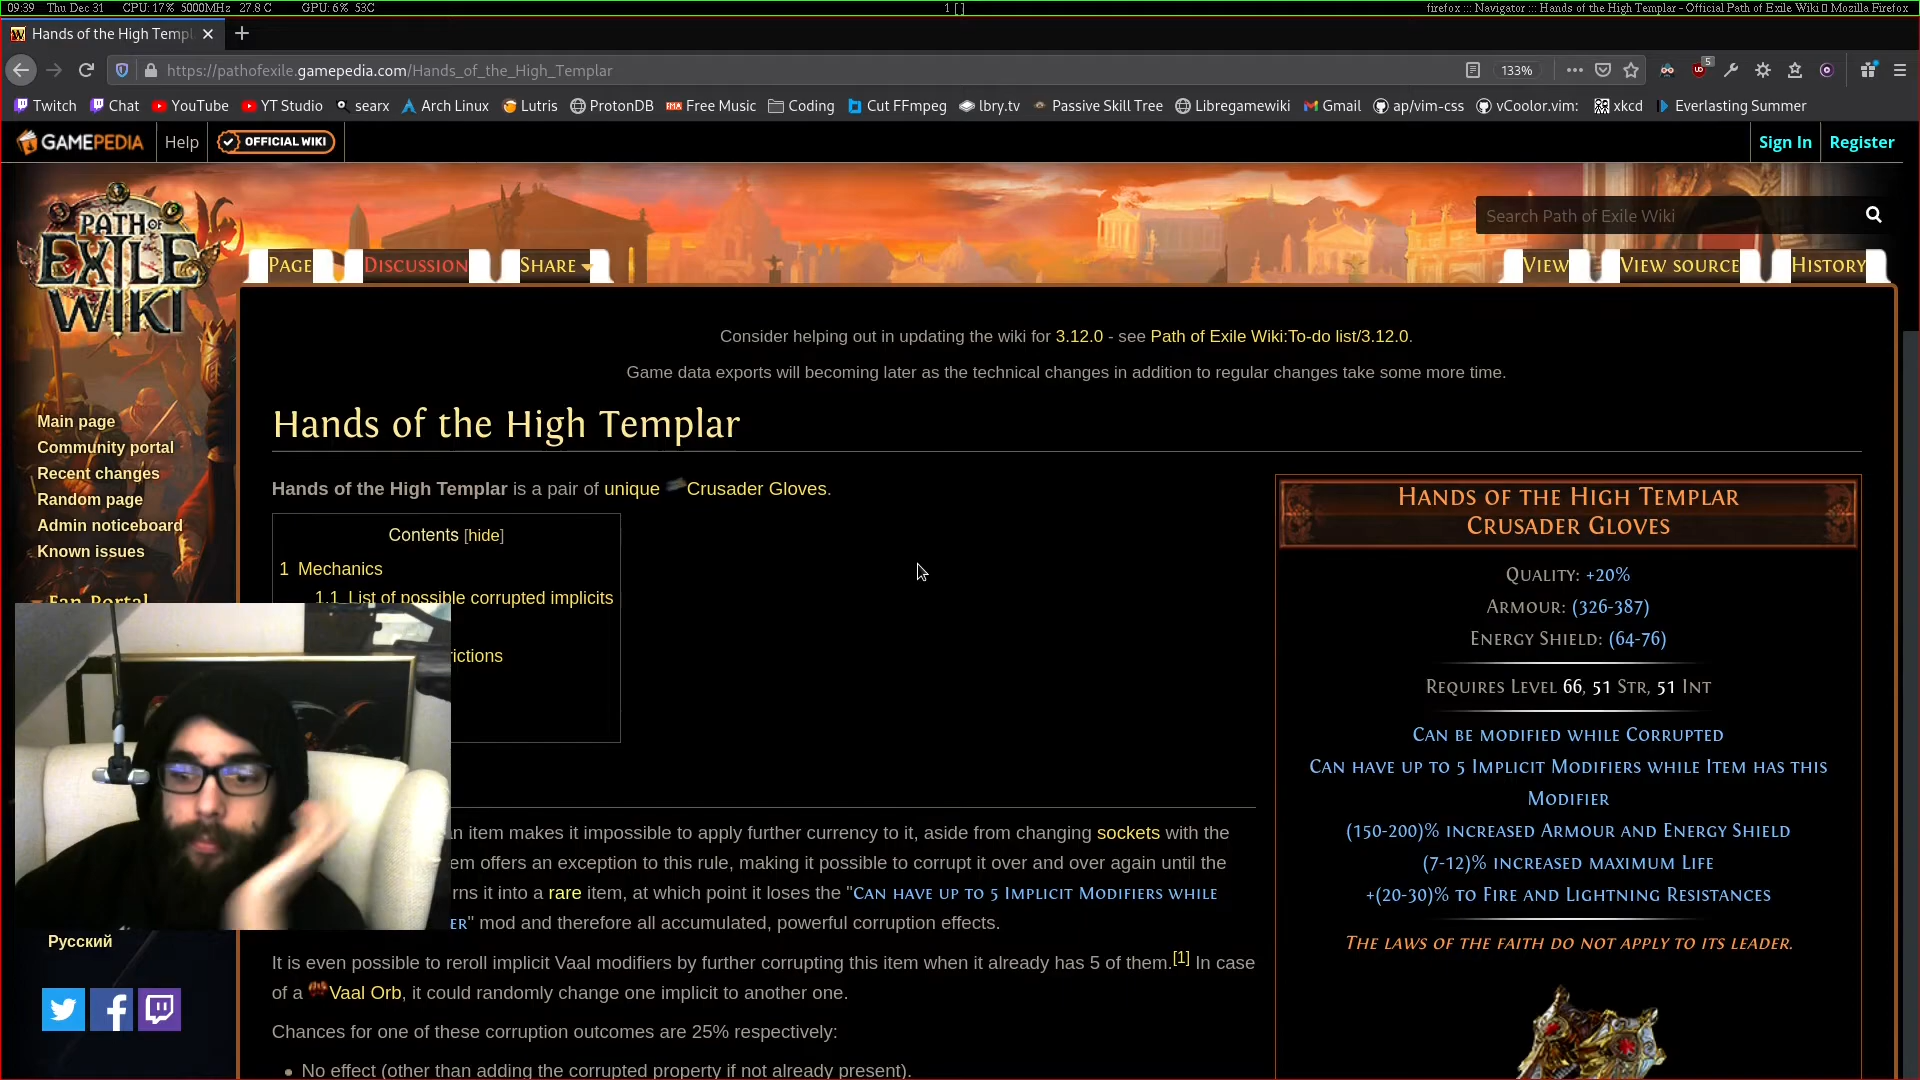 09:39 Thu Dec 31 CPU: 17% 5000MHz 27.8 C GPU: 6% 53C
1 [ ]
firefox ::: Navigator ::: Hands of the High Templar - Official Path of Exile Wiki Mozilla Firefox
Hands of the High Templ
https://pathofexile.gamepedia.com/Hands_of_the_High_Templar
133%
5
Twitch Chat YouTube YT Studio searx Arch Linux Lutris ProtonDB Free Music Coding Cut FFmpeg lbry.tv Passive Skill Tree Libregamewiki Gmail ap/vim-css vCoolor.vim: xkcd Everlasting Summer
GAMEPEDIA Help OFFICIAL WIKI
Sign In Register
PATH OF
EXILE
WIKI
Search Path of Exile Wiki
PAGE DISCUSSION SHARE
VIEW VIEW SOURCE HISTORY
Consider helping out in updating the wiki for 3.12.0 - see Path of Exile Wiki:To-do list/3.12.0.
Game data exports will becoming later as the technical changes in addition to regular changes take some more time.
Main page
Community portal
Recent changes
Random page
Admin noticeboard
Known issues
Fan Portal
Русский
Hands of the High Templar
Hands of the High Templar is a pair of unique Crusader Gloves.
Contents [hide]
1 Mechanics
1.1 List of possible corrupted implicits
rictions
n item makes it impossible to apply further currency to it, aside from changing sockets with the
em offers an exception to this rule, making it possible to corrupt it over and over again until the
rns it into a rare item, at which point it loses the "CAN HAVE UP TO 5 IMPLICIT MODIFIERS WHILE
ER" mod and therefore all accumulated, powerful corruption effects.
It is even possible to reroll implicit Vaal modifiers by further corrupting this item when it already has 5 of them.[1] In case
of a Vaal Orb, it could randomly change one implicit to another one.
Chances for one of these corruption outcomes are 25% respectively:
• No effect (other than adding the corrupted property if not already present).
HANDS OF THE HIGH TEMPLAR
CRUSADER GLOVES
QUALITY: +20%
ARMOUR: (326-387)
ENERGY SHIELD: (64-76)
REQUIRES LEVEL 66, 51 STR, 51 INT
CAN BE MODIFIED WHILE CORRUPTED
CAN HAVE UP TO 5 IMPLICIT MODIFIERS WHILE ITEM HAS THIS
MODIFIER
(150-200)% INCREASED ARMOUR AND ENERGY SHIELD
(7-12)% INCREASED MAXIMUM LIFE
+(20-30)% TO FIRE AND LIGHTNING RESISTANCES
THE LAWS OF THE FAITH DO NOT APPLY TO ITS LEADER.